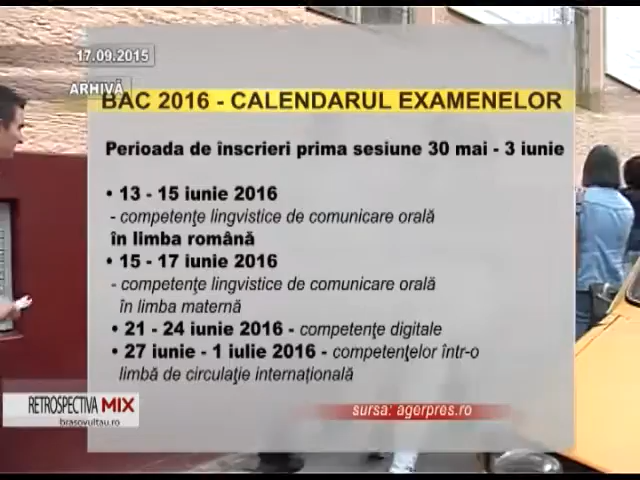 17.09.2015
ARHIVĂ
BAC 2016 - CALENDARUL EXAMENELOR
Perioada de înscrieri prima sesiune 30 mai - 3 iunie
• 13 - 15 iunie 2016
- competenţe lingvistice de comunicare orală
în limba română
• 15 - 17 iunie 2016
- competenţe lingvistice de comunicare orală
în limba maternă
• 21 - 24 iunie 2016 - competenţe digitale
• 27 iunie - 1 iulie 2016 - competenţelor într-o
limbă de circulaţie internaţională
RETROSPECTIVA MIX
brasovultau.ro
sursa: agerpres.ro